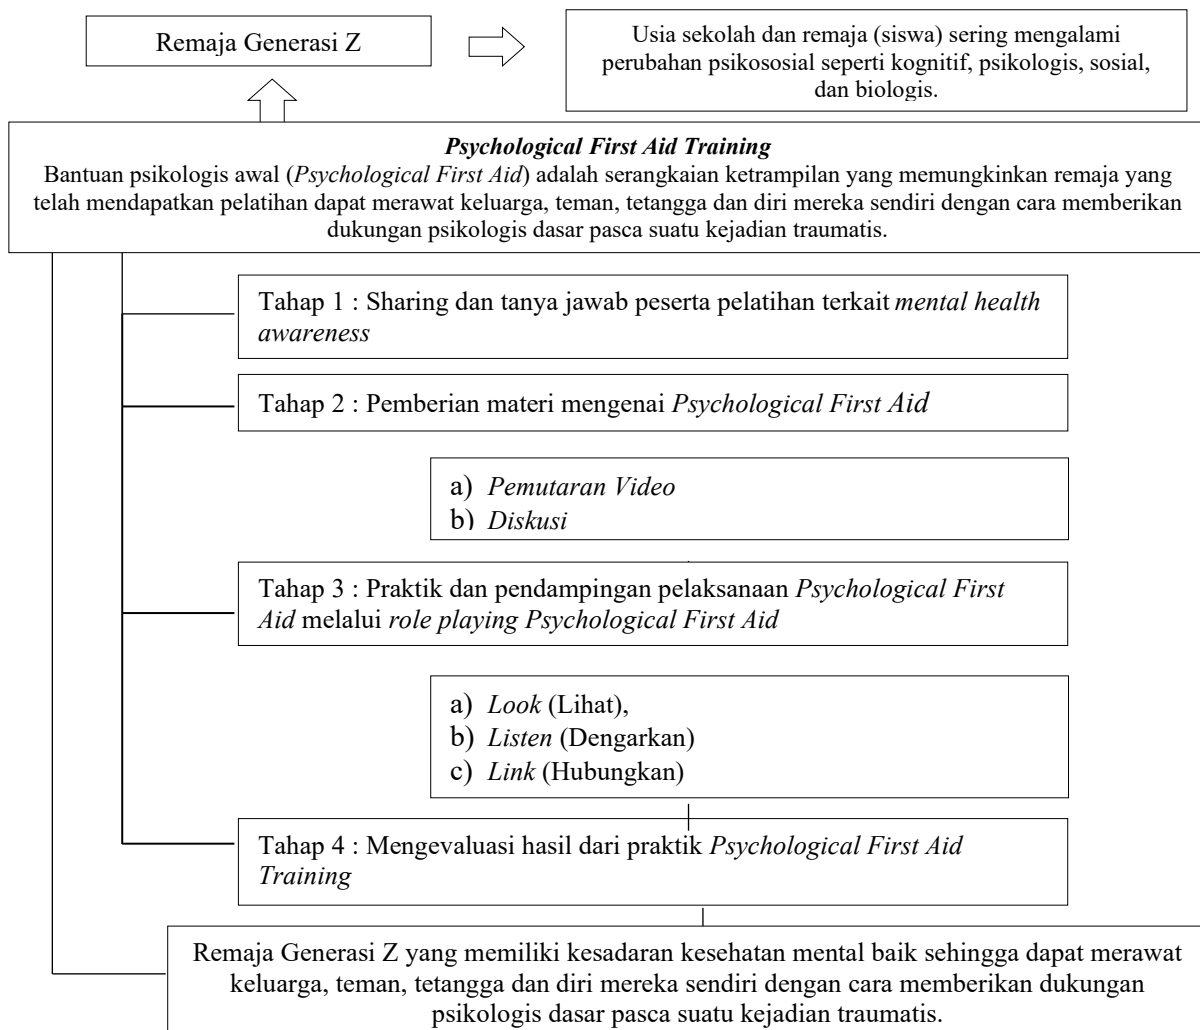 Remaja Generasi Z
Usia sekolah dan remaja (siswa) sering mengalami
perubahan psikososial seperti kognitif, psikologis, sosial,
dan biologis.
Psychological First Aid Training
Bantuan psikologis awal (Psychological First Aid) adalah serangkaian ketrampilan yang memungkinkan remaja yang
telah mendapatkan pelatihan dapat merawat keluarga, teman, tetangga dan diri mereka sendiri dengan cara memberikan
dukungan psikologis dasar pasca suatu kejadian traumatis.
Tahap 1 : Sharing dan tanya jawab peserta pelatihan terkait mental health
awareness
Tahap 2 : Pemberian materi mengenai Psychological First Aid
a) Pemutaran Video
b) Diskusi
Tahap 3 : Praktik dan pendampingan pelaksanaan Psychological First
Aid melalui role playing Psychological First Aid
a) Look (Lihat),
b) Listen (Dengarkan)
c) Link (Hubungkan)
Tahap 4 : Mengevaluasi hasil dari praktik Psychological First Aid
Training
Remaja Generasi Z yang memiliki kesadaran kesehatan mental baik sehingga dapat merawat
keluarga, teman, tetangga dan diri mereka sendiri dengan cara memberikan dukungan
psikologis dasar pasca suatu kejadian traumatis.